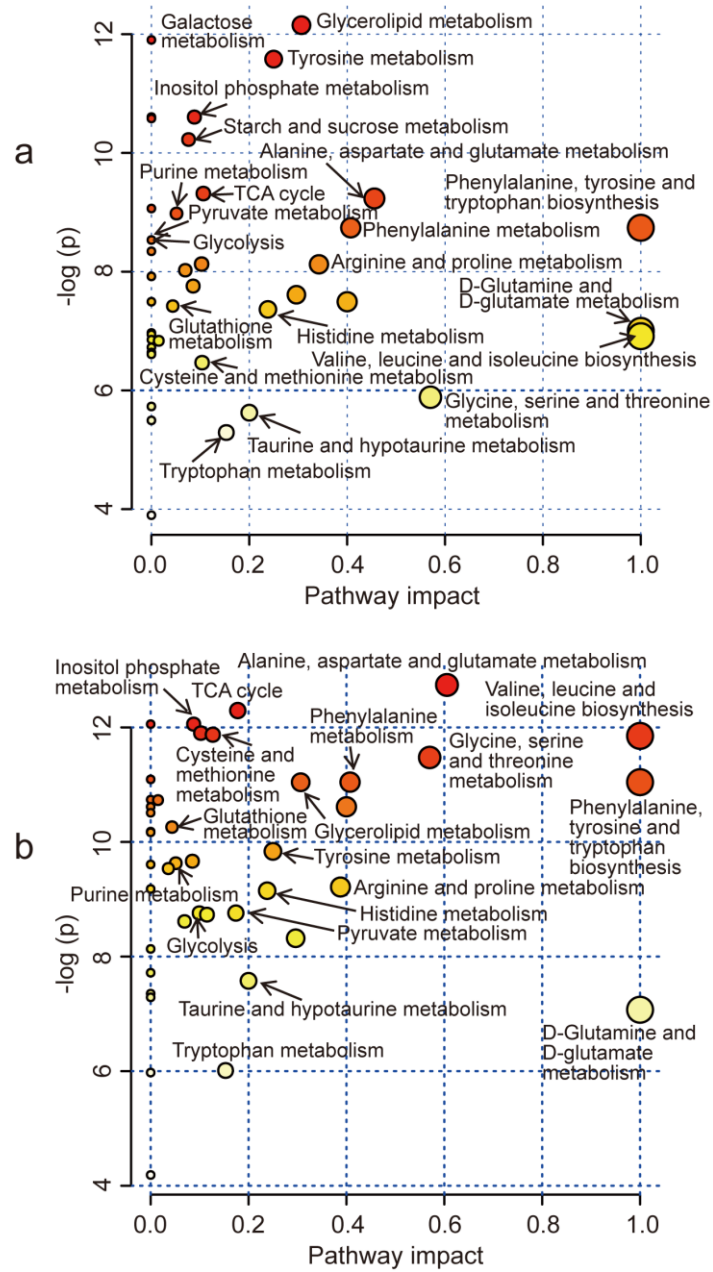 a
-log (p)
12
10
8
6
4
Galactose
metabolism
Glycerolipid metabolism
Tyrosine metabolism
Inositol phosphate metabolism
Starch and sucrose metabolism
Alanine, aspartate and glutamate metabolism
Purine metabolism
TCA cycle
Phenylalanine, tyrosine and
tryptophan biosynthesis
Pyruvate metabolism
Phenylalanine metabolism
Glycolysis
Arginine and proline metabolism
D-Glutamine and
D-glutamate metabolism
Glutathione
metabolism
Histidine metabolism
Valine, leucine and isoleucine biosynthesis
Cysteine and methionine metabolism
Glycine, serine and threonine
metabolism
Taurine and hypotaurine metabolism
Tryptophan metabolism
0.0 0.2 0.4 0.6 0.8 1.0
Pathway impact
b
-log (p)
12
10
8
6
4
Alanine, aspartate and glutamate metabolism
Inositol phosphate
metabolism
TCA cycle
Valine, leucine and
isoleucine biosynthesis
Phenylalanine
metabolism
Glycine, serine
and threonine
metabolism
Cysteine and
methionine
metabolism
Glutathione
metabolism
Glycerolipid metabolism
Phenylalanine,
tyrosine and
tryptophan
biosynthesis
Tyrosine metabolism
Purine metabolism
Arginine and proline metabolism
Histidine metabolism
Pyruvate metabolism
Glycolysis
Taurine and hypotaurine metabolism
D-Glutamine and
D-glutamate
metabolism
Tryptophan metabolism
0.0 0.2 0.4 0.6 0.8 1.0
Pathway impact